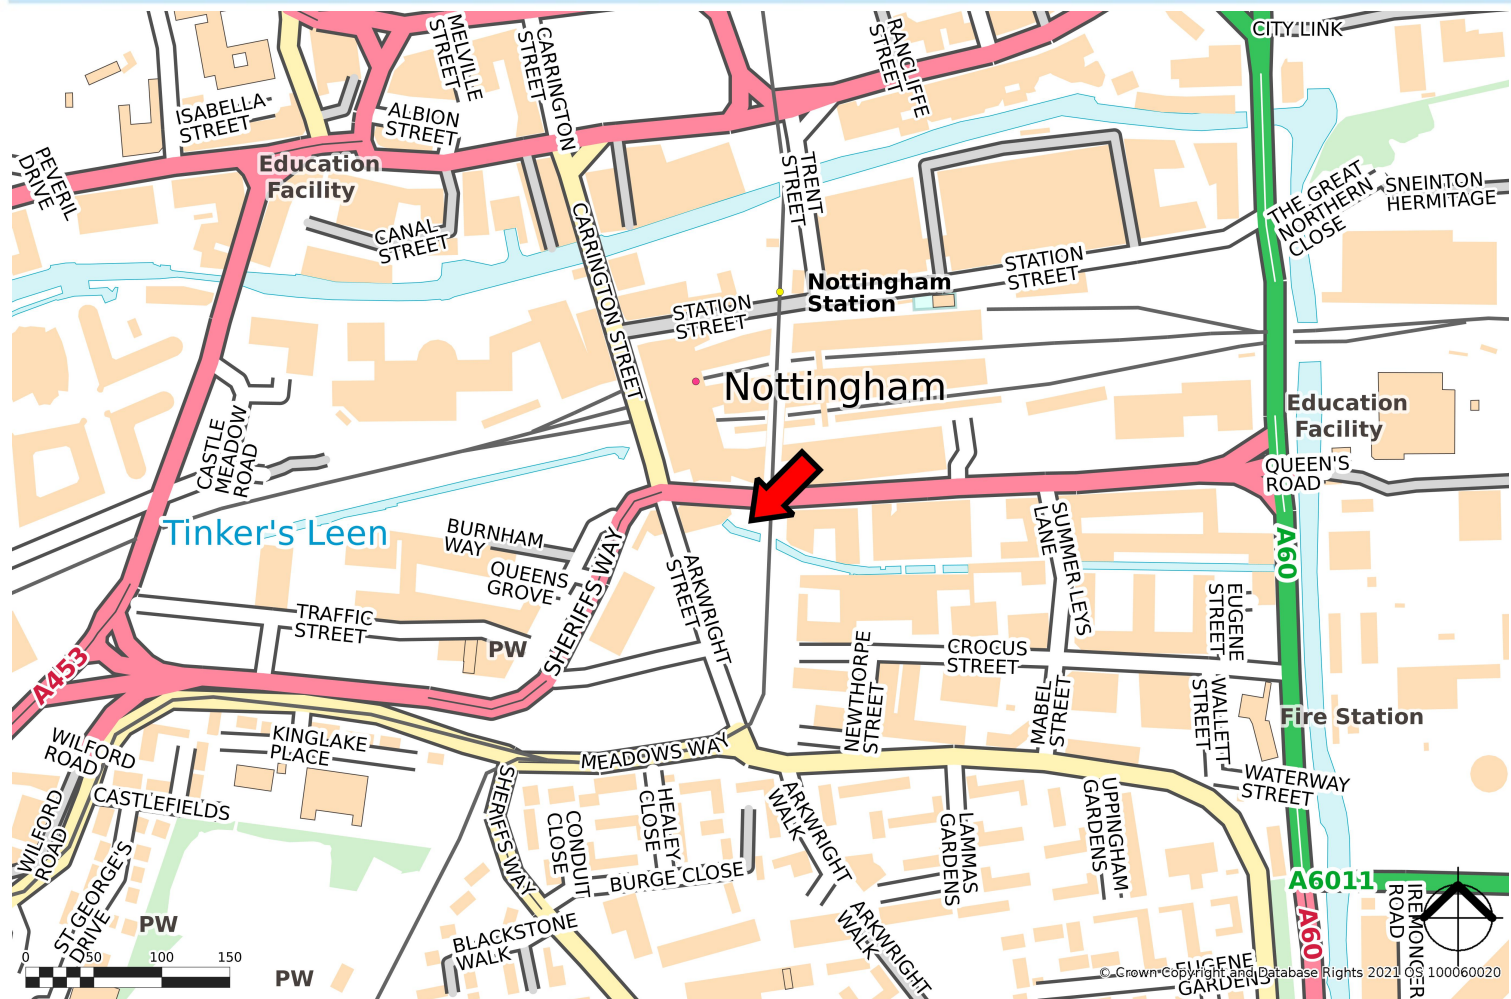 CITY LINK
MELVILLE
STREET
CARRINGTON
STREET
RANCLIFFE
STREET
ISABELLA
STREET
ALBION
STREET
PEVERIL
DRIVE
Education
Facility
TRENT
STREET
THE GREAT
NORTHERN
CLOSE
SNEINTON
HERMITAGE
CANAL
STREET
CARRINGTON STREET
STATION
STREET
Nottingham
Station
STATION
STREET
Nottingham
Education
Facility
CASTLE
MEADOW
ROAD
QUEEN'S
ROAD
Tinker's Leen
BURNHAM
WAY
QUEENS
GROVE
SHERIFFS WAY
ARKWRIGHT
STREET
SUMMER LEYS
LANE
A60
EUGENE
STREET
TRAFFIC
STREET
PW
CROCUS
STREET
NEWTHORPE
STREET
MABEL
STREET
WALLETT
STREET
Fire Station
A453
WILFORD
ROAD
KINGLAKE
PLACE
MEADOWS WAY
WATERWAY
STREET
CASTLEFIELDS
WILFORD
ROAD
SHERIFFS WAY
CONDUIT
CLOSE
HEALEY
CLOSE
ARKWRIGHT
WALK
LAMMAS
GARDENS
UPPINGHAM
GARDENS
BURGE CLOSE
A6011
ST GEORGE'S
DRIVE
PW
BLACKSTONE
WALK
ARKWRIGHT
WALK
A60
IREMONGER
ROAD
PW
EUGENE
GARDENS
0 50 100 150
© Crown Copyright and Database Rights 2021 OS 100060020